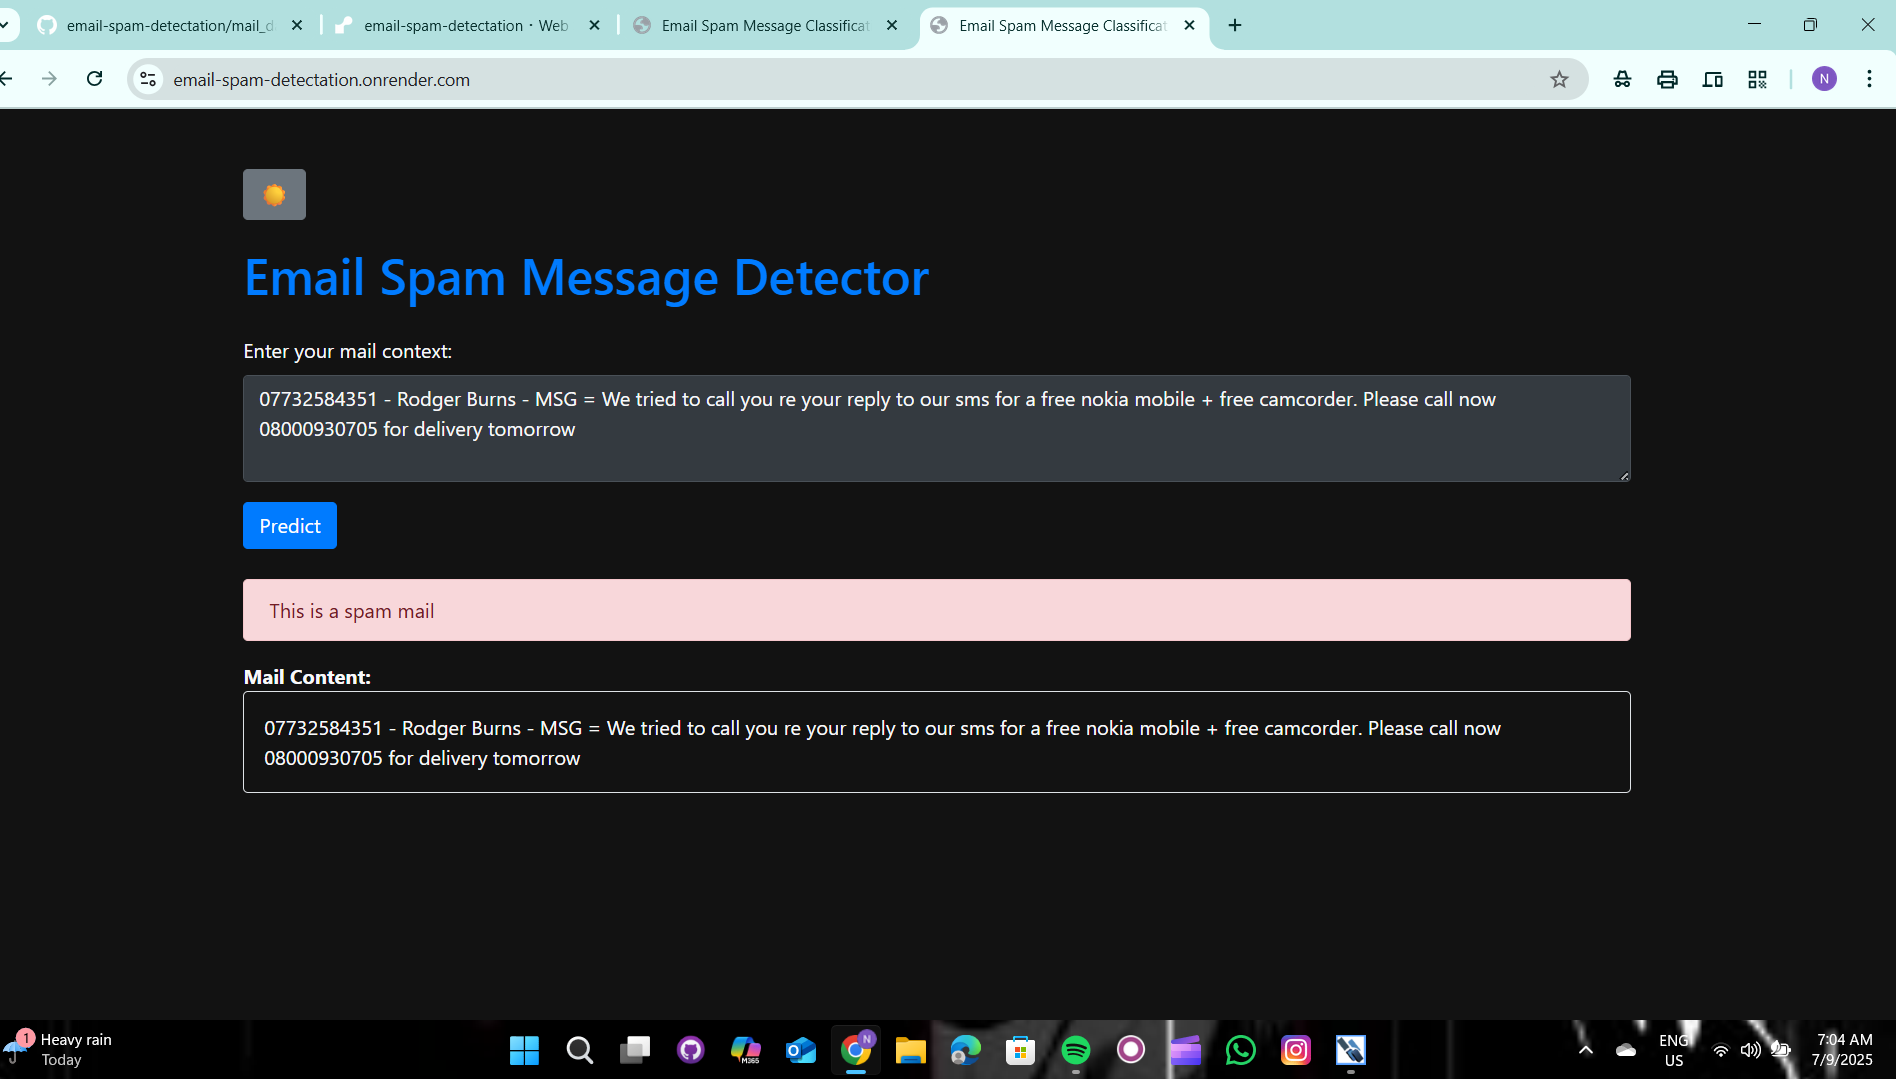 email-spam-detectation/mail_d
email-spam-detectation · Web
Email Spam Message Classificat
Email Spam Message Classificat
email-spam-detectation.onrender.com
N
Email Spam Message Detector
Enter your mail context:
07732584351 - Rodger Burns - MSG = We tried to call you re your reply to our sms for a free nokia mobile + free camcorder. Please call now
08000930705 for delivery tomorrow
Predict
This is a spam mail
Mail Content:
07732584351 - Rodger Burns - MSG = We tried to call you re your reply to our sms for a free nokia mobile + free camcorder. Please call now
08000930705 for delivery tomorrow
1
Heavy rain
Today
M365
N
ENG
US
7:04 AM
7/9/2025